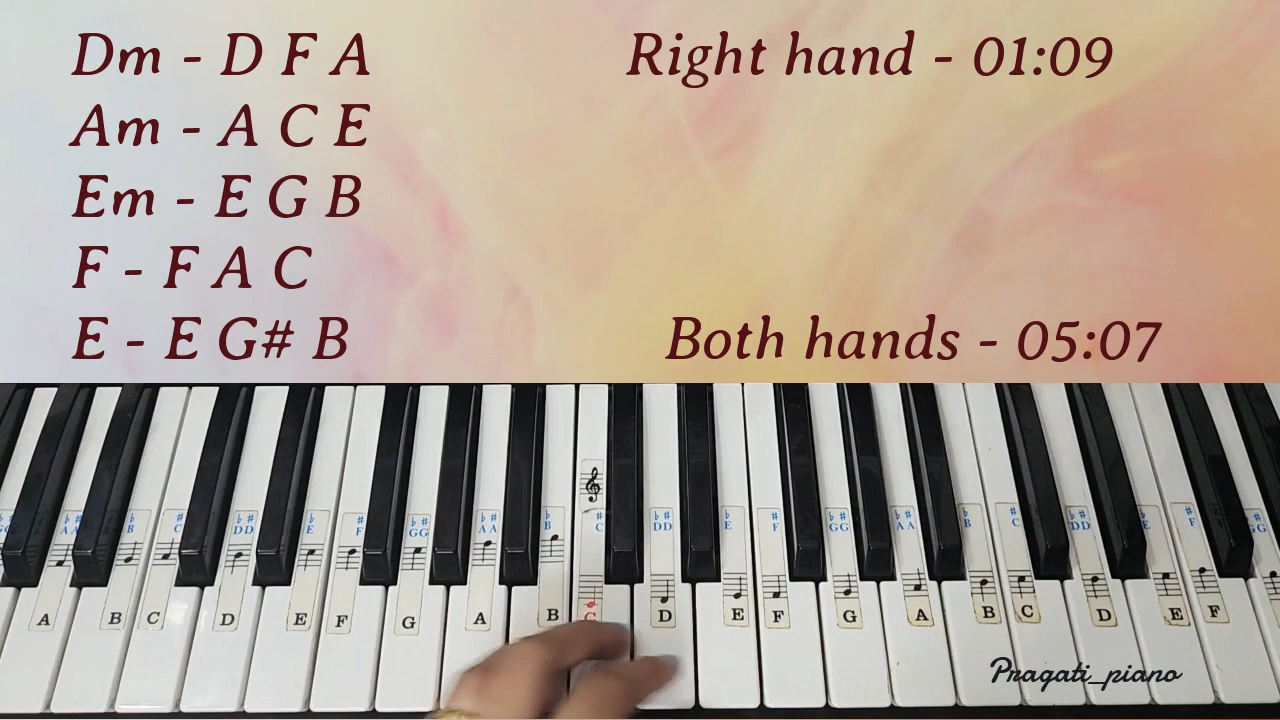 Dm - D F A
Am - A C E
Em - E G B
F - F A C
E - E G# B
Right hand - 01:09
Both hands - 05:07
A B C D E F G A B C D E F G A B C D E F
Pragati_piano